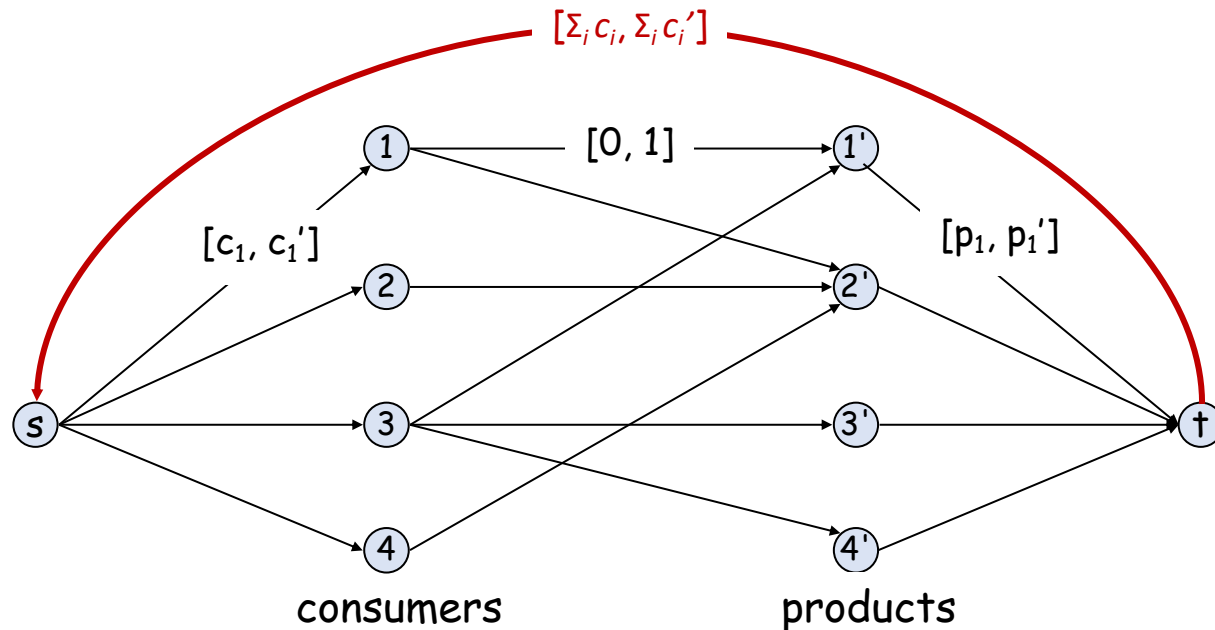 [Σᵢ cᵢ, Σᵢ cᵢ′]
1 [0, 1] 1'
[c₁, c₁′] [p₁, p₁′]
2 2'
s 3 3' t
4 4'
consumers products